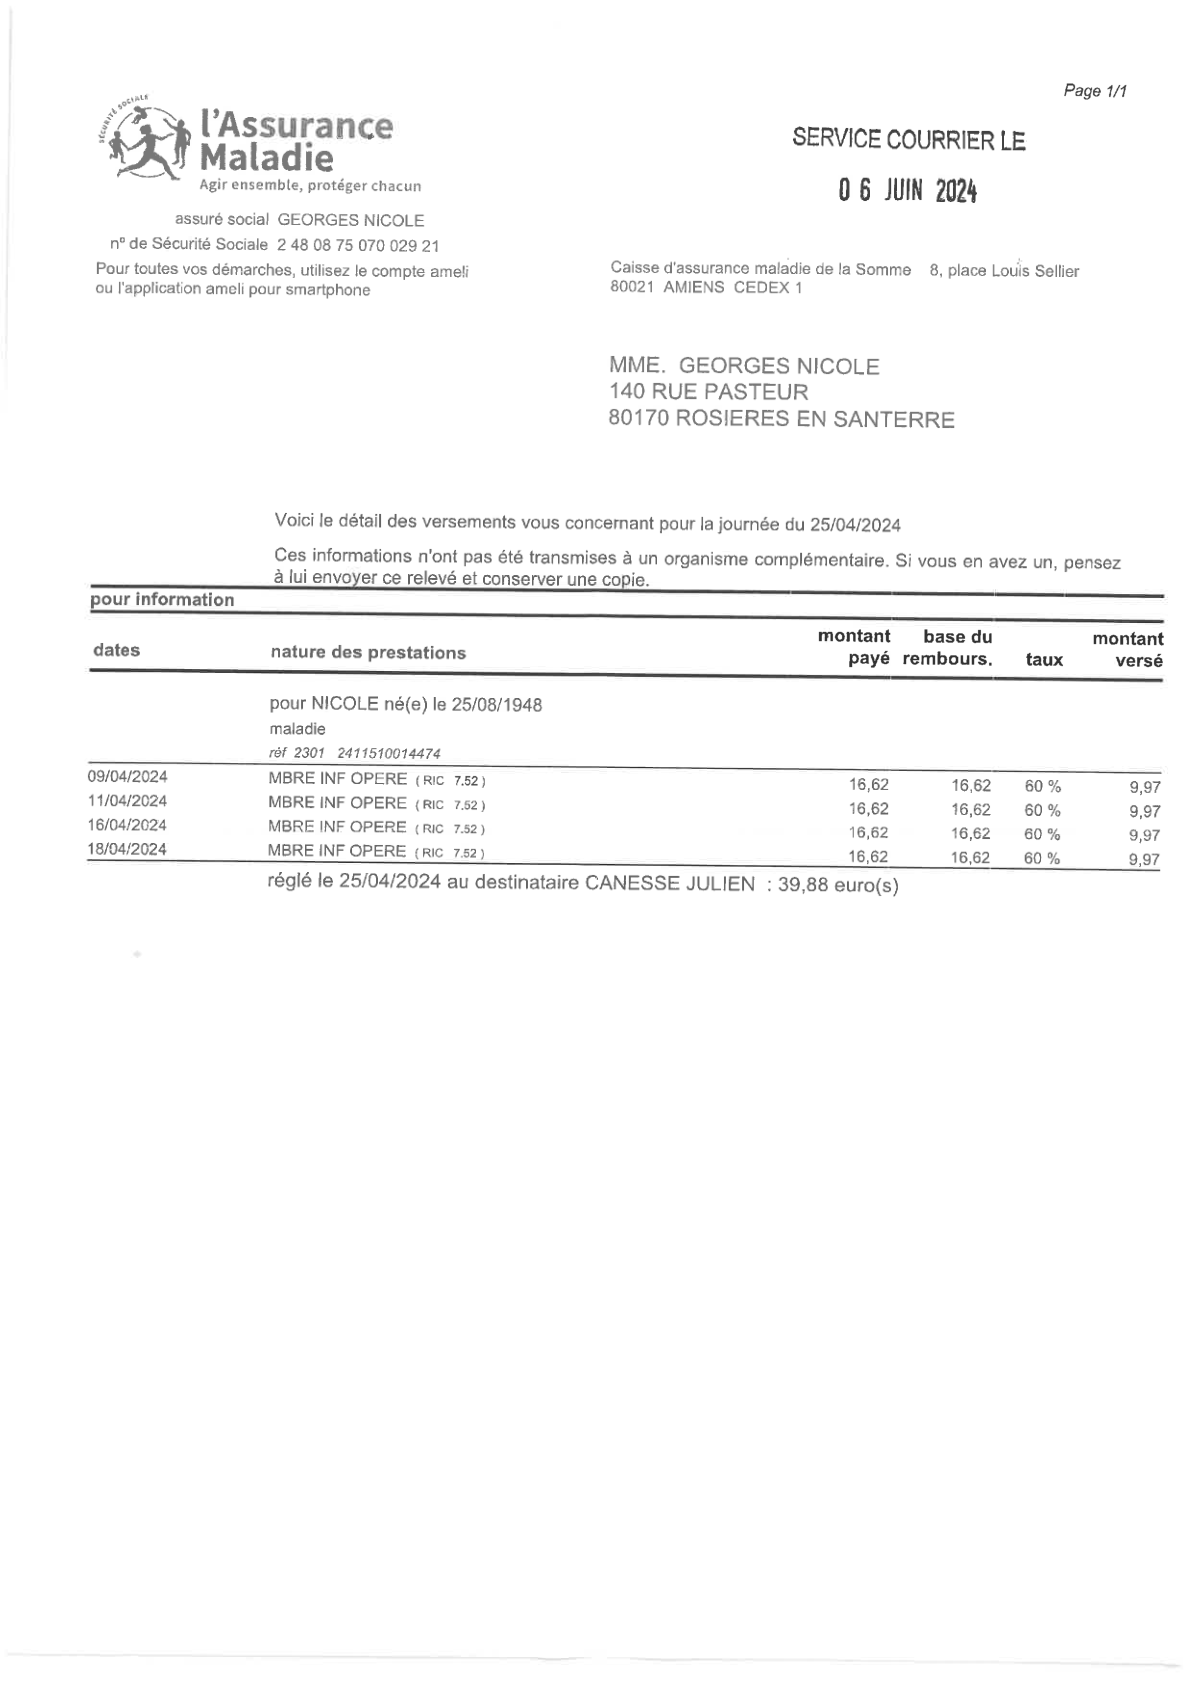 Page 1/1
SÉCURITÉ SOCIALE
l'Assurance
Maladie
Agir ensemble, protéger chacun
SERVICE COURRIER LE
06 JUIN 2024
assuré social GEORGES NICOLE
n° de Sécurité Sociale 2 48 08 75 070 029 21
Pour toutes vos démarches, utilisez le compte ameli
ou l'application ameli pour smartphone
Caisse d'assurance maladie de la Somme 8, place Louis Sellier
80021 AMIENS CEDEX 1
MME. GEORGES NICOLE
140 RUE PASTEUR
80170 ROSIERES EN SANTERRE
Voici le détail des versements vous concernant pour la journée du 25/04/2024
Ces informations n'ont pas été transmises à un organisme complémentaire. Si vous en avez un, pensez
à lui envoyer ce relevé et conserver une copie.
pour information
dates nature des prestations montant payé base du rembours. taux montant versé
pour NICOLE né(e) le 25/08/1948
maladie
réf 2301 2411510014474
09/04/2024 MBRE INF OPERE ( RIC 7.52 ) 16,62 16,62 60 % 9,97
11/04/2024 MBRE INF OPERE ( RIC 7.52 ) 16,62 16,62 60 % 9,97
16/04/2024 MBRE INF OPERE ( RIC 7.52 ) 16,62 16,62 60 % 9,97
18/04/2024 MBRE INF OPERE ( RIC 7.52 ) 16,62 16,62 60 % 9,97
réglé le 25/04/2024 au destinataire CANESSE JULIEN : 39,88 euro(s)